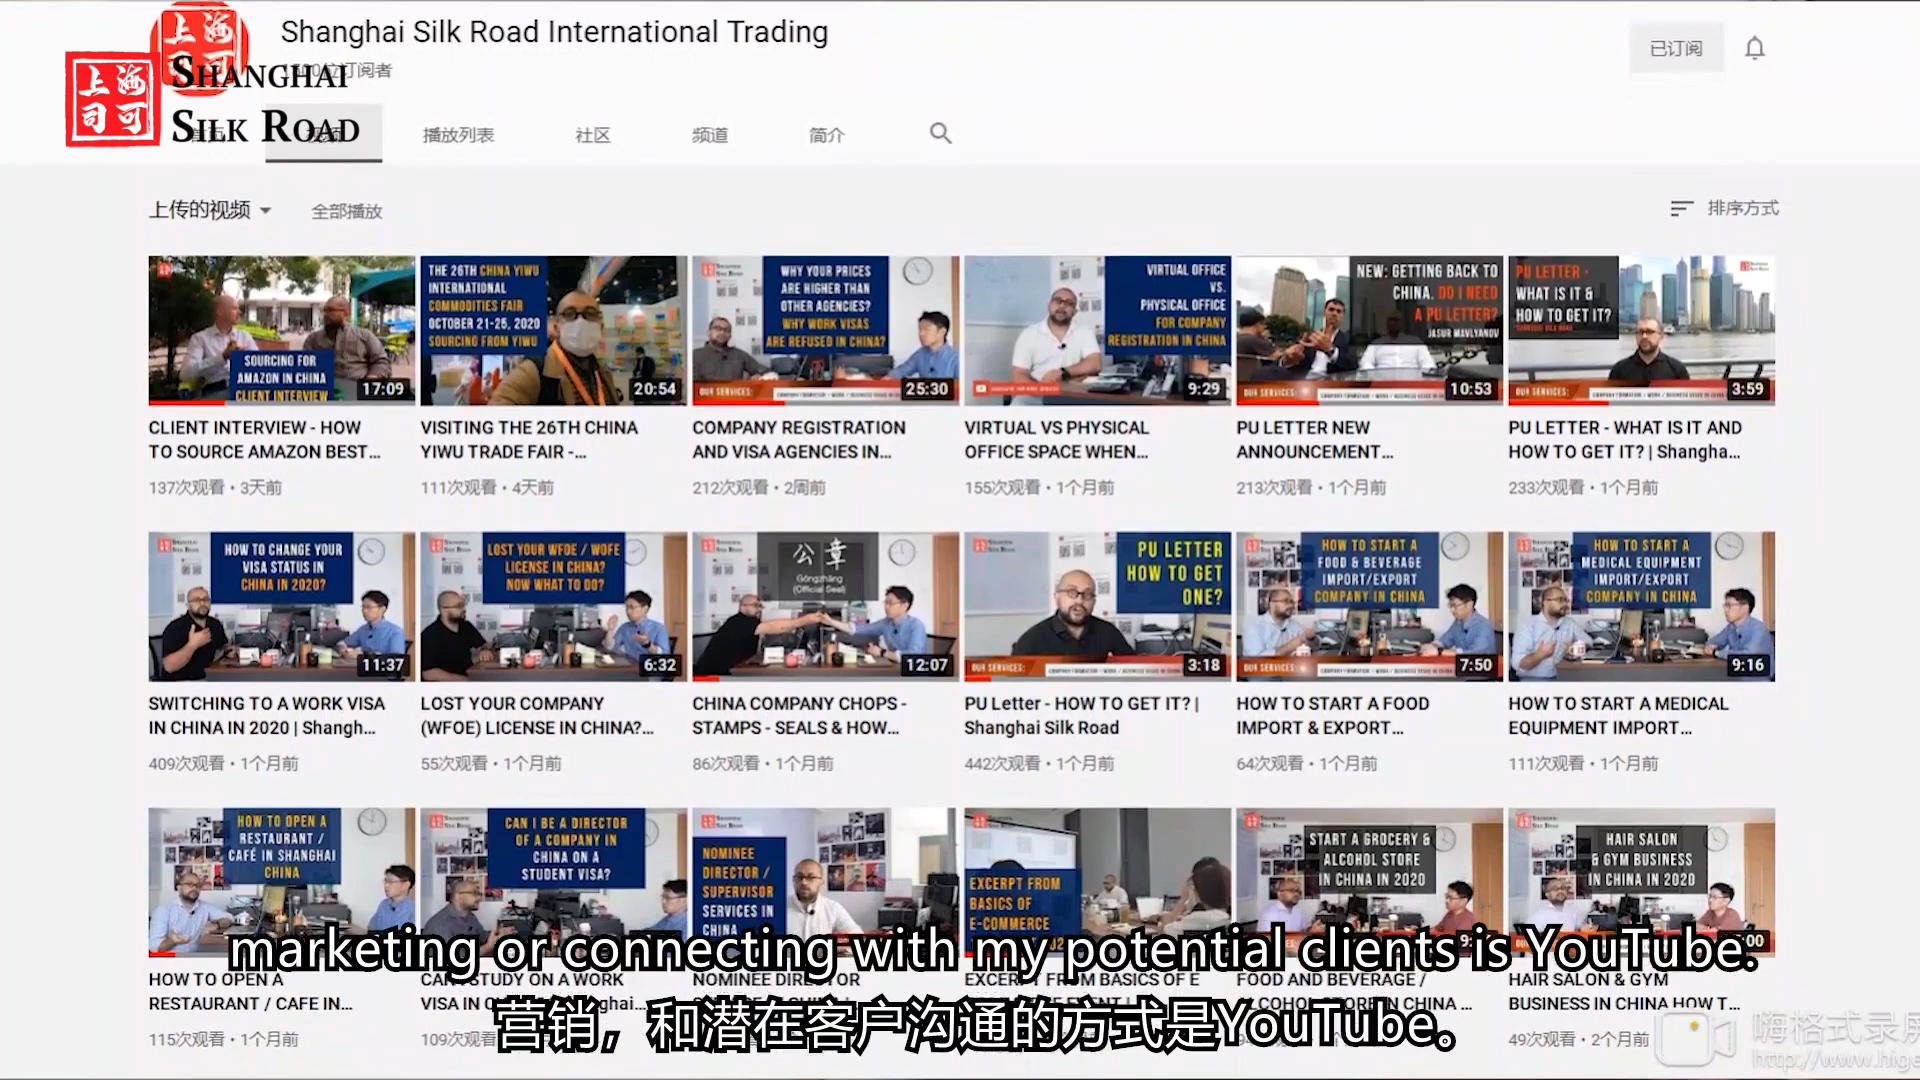 Shanghai Silk Road International Trading
已订阅
上海
司可
SHANGHAI
SILK ROAD
播放列表
社区
频道
简介
上传的视频
全部播放
排序方式
SOURCING FOR
AMAZON IN CHINA
CLIENT INTERVIEW
17:09
THE 26TH CHINA YIWU
INTERNATIONAL
COMMODITIES FAIR
OCTOBER 21-25, 2020
SOURCING FROM YIWU
20:54
WHY YOUR PRICES
ARE HIGHER THAN
OTHER AGENCIES?
WHY WORK VISAS
ARE REFUSED IN CHINA?
OUR SERVICES:
25:30
VIRTUAL OFFICE
VS.
PHYSICAL OFFICE
FOR COMPANY
REGISTRATION IN CHINA
9:29
NEW: GETTING BACK TO
CHINA. DO I NEED
A PU LETTER?
JASUR MAVLYANOV
OUR SERVICES:
10:53
PU LETTER -
WHAT IS IT &
HOW TO GET IT?
OUR SERVICES:
3:59
CLIENT INTERVIEW - HOW
TO SOURCE AMAZON BEST...
137次观看 • 3天前
VISITING THE 26TH CHINA
YIWU TRADE FAIR -...
111次观看 • 4天前
COMPANY REGISTRATION
AND VISA AGENCIES IN...
212次观看 • 2周前
VIRTUAL VS PHYSICAL
OFFICE SPACE WHEN...
155次观看 • 1个月前
PU LETTER NEW
ANNOUNCEMENT...
213次观看 • 1个月前
PU LETTER - WHAT IS IT AND
HOW TO GET IT? | Shangha...
233次观看 • 1个月前
HOW TO CHANGE YOUR
VISA STATUS IN
CHINA IN 2020?
11:37
LOST YOUR WFOE / WOFE
LICENSE IN CHINA?
NOW WHAT TO DO?
6:32
公章
Gōngzhāng
(Official Seal)
12:07
PU LETTER
HOW TO GET
ONE?
OUR SERVICES:
3:18
HOW TO START A
FOOD & BEVERAGE
IMPORT/EXPORT
COMPANY IN CHINA
OUR SERVICES:
7:50
HOW TO START A
MEDICAL EQUIPMENT
IMPORT/EXPORT
COMPANY IN CHINA
9:16
SWITCHING TO A WORK VISA
IN CHINA IN 2020 | Shangh...
409次观看 • 1个月前
LOST YOUR COMPANY
(WFOE) LICENSE IN CHINA?...
55次观看 • 1个月前
CHINA COMPANY CHOPS -
STAMPS - SEALS & HOW...
86次观看 • 1个月前
PU Letter - HOW TO GET IT? |
Shanghai Silk Road
442次观看 • 1个月前
HOW TO START A FOOD
IMPORT & EXPORT...
64次观看 • 1个月前
HOW TO START A MEDICAL
EQUIPMENT IMPORT...
111次观看 • 1个月前
HOW TO OPEN A
RESTAURANT /
CAFÉ IN SHANGHAI
CHINA
CAN I BE A DIRECTOR
OF A COMPANY IN
CHINA ON A
STUDENT VISA?
NOMINEE
DIRECTOR /
SUPERVISOR
SERVICES IN
CHINA
EXCERPT FROM
BASICS OF
E-COMMERCE
START A GROCERY &
ALCOHOL STORE
IN CHINA IN 2020
HAIR SALON
& GYM BUSINESS
IN CHINA IN 2020
marketing or connecting with my potential clients is YouTube.
HOW TO OPEN A
RESTAURANT / CAFE IN...
115次观看 • 1个月前
HAIR SALON & GYM
BUSINESS IN CHINA HOW T...
49次观看 • 2个月前
营销，和潜在客户沟通的方式是YouTube。
嗨格式录屏
http://www.hige